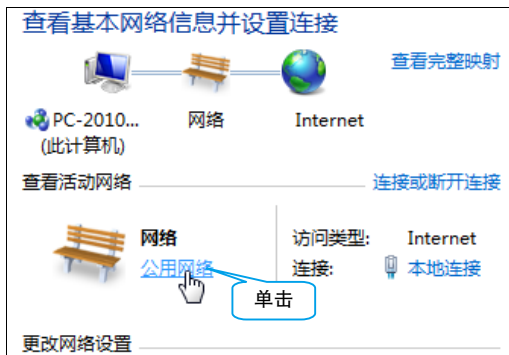 查看基本网络信息并设置连接
查看完整映射
PC-2010... 网络 Internet
(此计算机)
查看活动网络 连接或断开连接
网络 访问类型: Internet
公用网络 连接: 本地连接
单击
更改网络设置